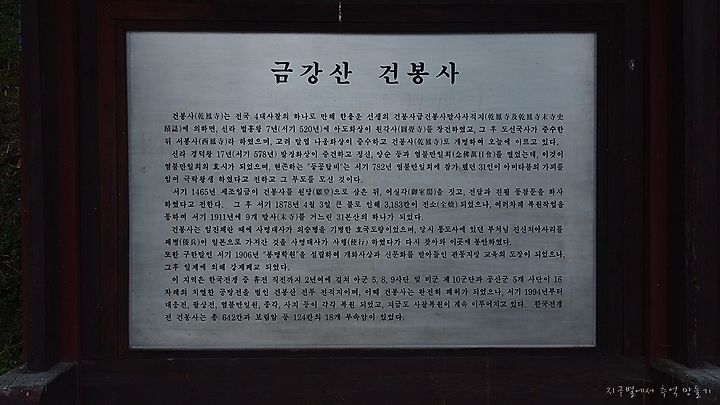 금강산 건봉사
건봉사(乾鳳寺)는 전국 4대사찰의 하나로 만해 한용운 선생의 건봉사급건봉사말사사적지(乾鳳寺及乾鳳寺末寺史
蹟誌)에 의하면, 신라 법흥왕 7년(서기 520년)에 아도화상이 원각사(圓覺寺)를 창건하였고, 그 후 도선국사가 중수한
뒤 서봉사(西鳳寺)라 하였으며, 고려 말엽 나옹화상이 중수하고 건봉사(乾鳳寺)로 개명하여 오늘에 이르고 있다.
신라 경덕왕 17년(서기 578년) 발징화상이 중건하고 정신, 양순 등과 염불만일회(念佛萬日會)를 열었는데, 이것이
염불만일회의 효시가 되었으며, 현존하는 "등공탑비"는 서기 782년 염불만일회에 참가 했던 31인이 아미타불의 가피를
입어 극락왕생 하였다고 전하고 그 부도를 모신 것이다.
서기 1465년 세조임금이 건봉사를 원당(願堂)으로 삼은 뒤, 어실각(御室閣)을 짓고, 전답과 친필 동참문을 하사
하였다고 전한다. 그 후 서기 1878년 4월 3일 큰 불로 인해 3,183칸이 전소(全燒) 되었으나, 여러차례 복원작업을
통하여 서기 1911년에 9개 말사(末寺)를 거느린 31본산의 하나가 되었다.
건봉사는 임진왜란 때에 사명대사가 의승병을 기병한 호국도량이었으며, 당시 통도사에 있던 부처님 진신치아사리를
왜병(倭兵)이 일본으로 가져간 것을 사명대사가 사행(使行) 하였다가 다시 찾아와 이곳에 봉안하였다.
또한 구한말인 서기 1906년 "봉명학원"을 설립하여 개화사상과 신문화를 받아들인 관동지방 교육의 도장이 되었으나,
그후 일제에 의해 강제폐교 되었다.
이 지역은 한국전쟁 중 휴전 직전까지 2년여에 걸쳐 아군 5, 8, 9사단 및 미군 제10군단과 공산군 5개 사단이 16
차례의 치열한 공방전을 벌인 건봉산 전투 전적지이며, 이때 건봉사는 완전히 폐허가 되었으나, 서기 1994년부터
대웅전, 팔상전, 염불만일원, 종각, 사지 등이 각각 복원 되었고, 지금도 사찰복원이 계속 이루어지고 있다. 한국전쟁
전 건봉사는 총 642칸과 보림암 등 124칸의 18개 부속암이 있었다.
지구별에서 추억 만들기